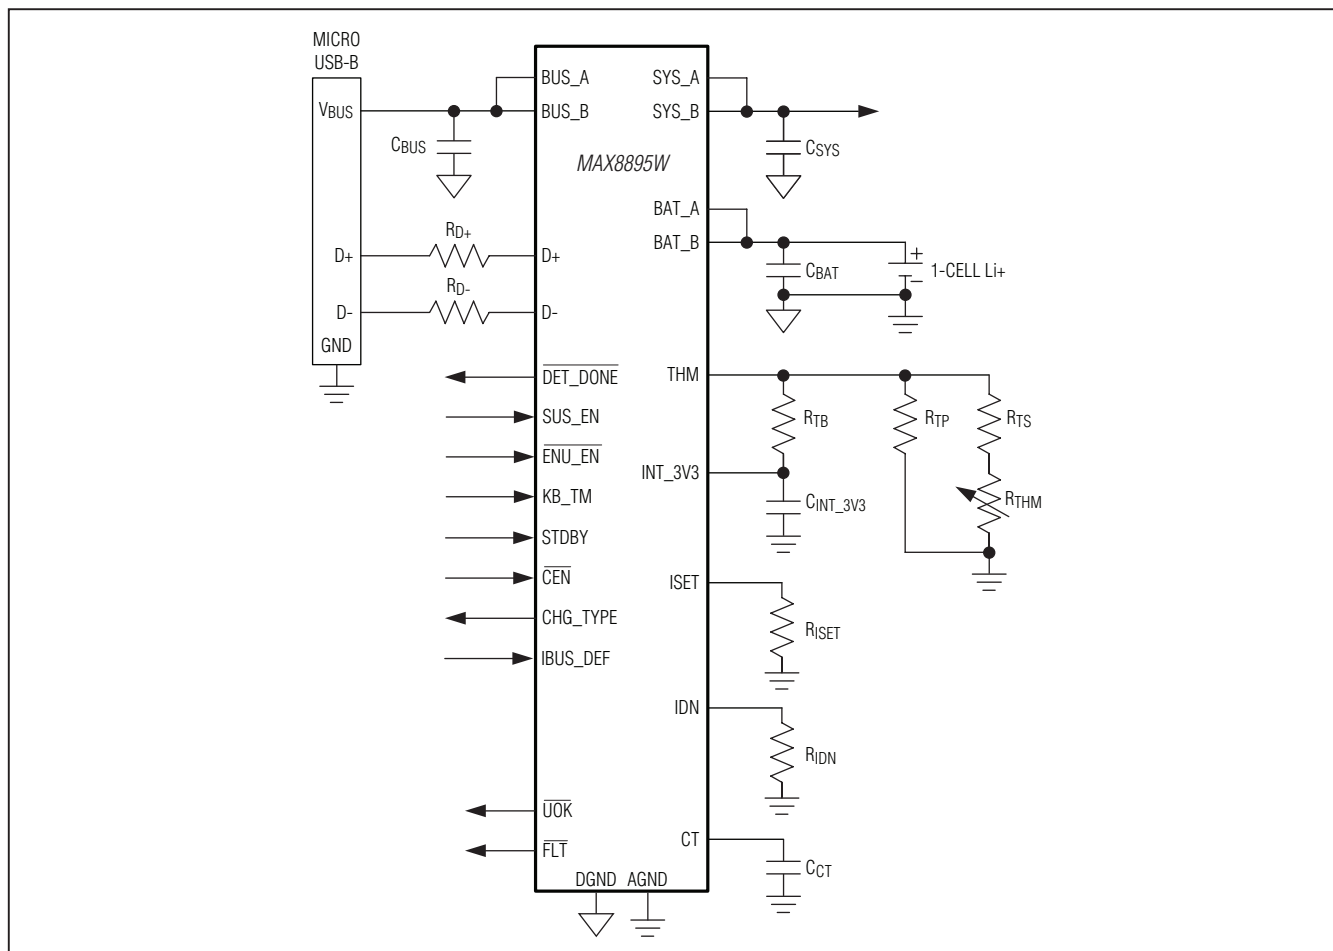 MICRO
USB-B
VBUS
D+
D-
GND
CBUS
RD+
RD-
BUS_A
BUS_B
MAX8895W
D+
D-
DET_DONE
SUS_EN
ENU_EN
KB_TM
STDBY
CEN
CHG_TYPE
IBUS_DEF
UOK
FLT
DGND AGND
SYS_A
SYS_B
BAT_A
BAT_B
THM
INT_3V3
ISET
IDN
CT
CSYS
CBAT
+
-
1-CELL Li+
RTB
RTP
RTS
RTHM
CINT_3V3
RISET
RIDN
CCT